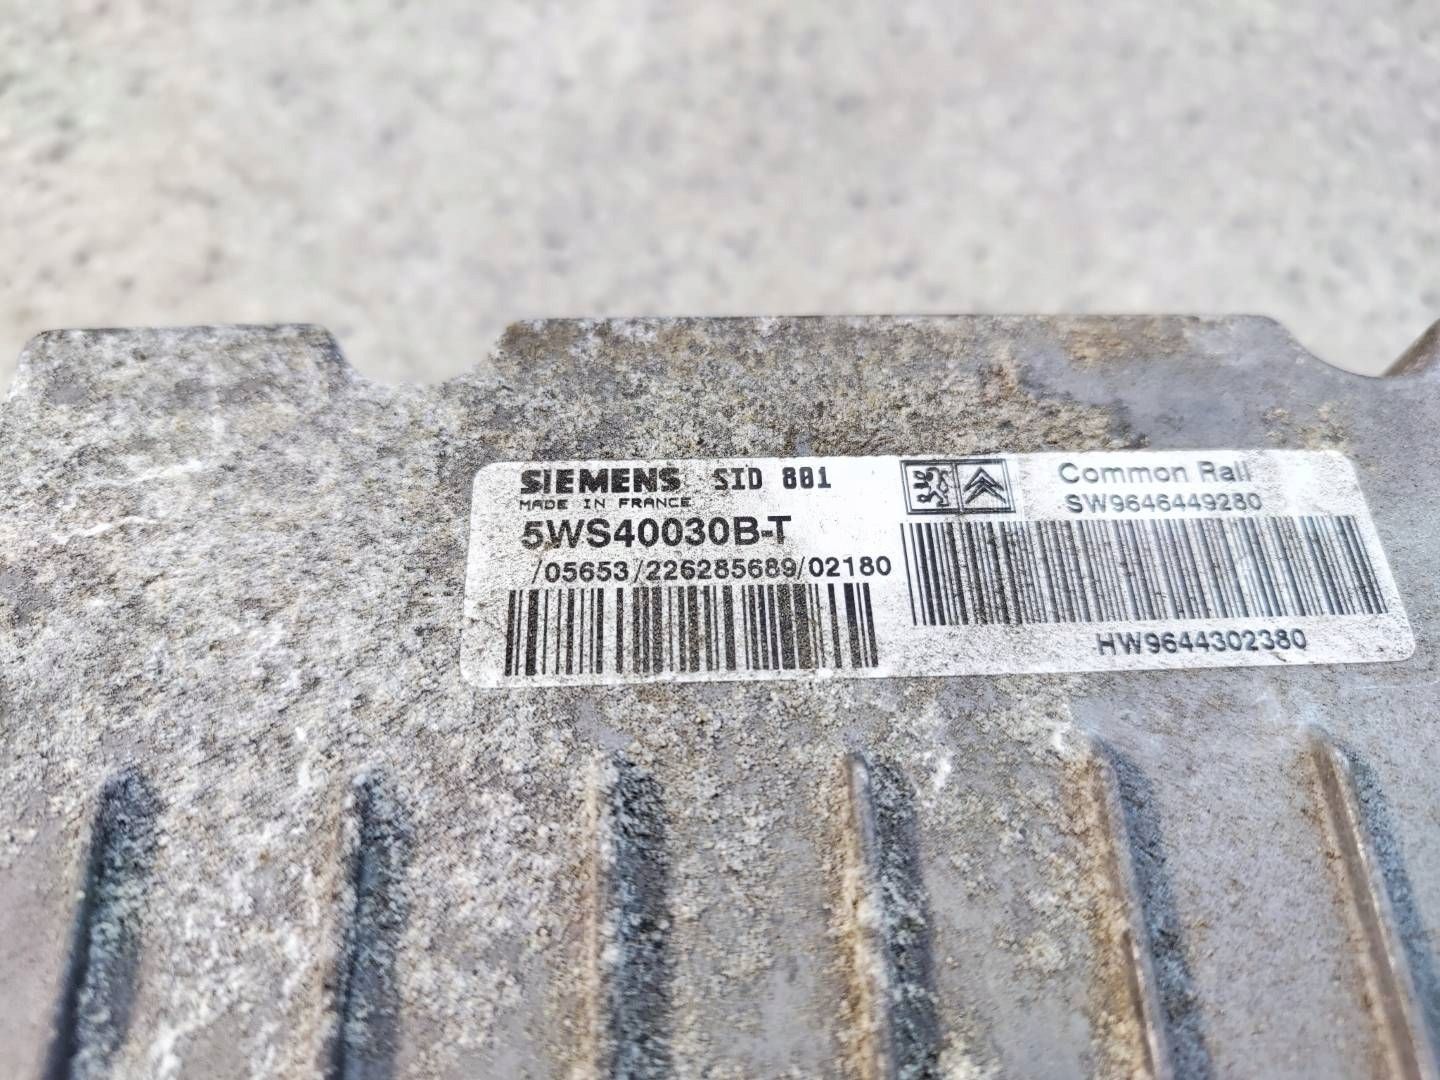 SIEMENS SID 801
MADE IN FRANCE
5WS40030B-T
/05653/226285689/02180
Common Rail
SW9646449280
HW9644302380